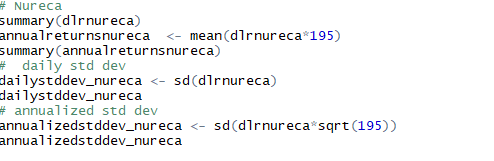 # Nureca
summary(dlrnureca)
annualreturnsnureca  <- mean(dlrnureca*195)
summary(annualreturnsnureca)
#  daily std dev
dailystddev_nureca <- sd(dlrnureca)
dailystddev_nureca
# annualized std dev
annualizedstddev_nureca <- sd(dlrnureca*sqrt(195))
annualizedstddev_nureca